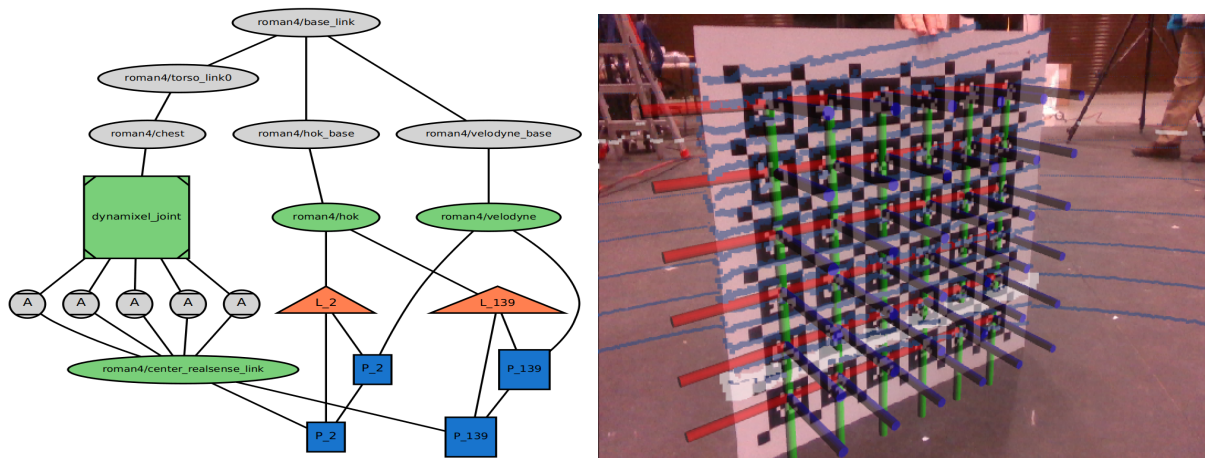 roman4/base_link
roman4/torso_link0
roman4/chest
roman4/hok_base
roman4/velodyne_base
dynamixel_joint
roman4/hok
roman4/velodyne
A A A A A
L_2
L_139
roman4/center_realsense_link
P_2
P_139
P_2
P_139